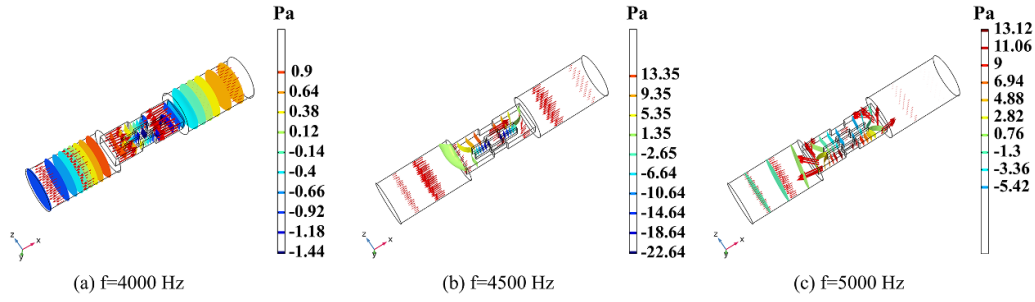 Pa
0.9
0.64
0.38
0.12
-0.14
-0.4
-0.66
-0.92
-1.18
-1.44
z x
y
(a) f=4000 Hz
Pa
13.35
9.35
5.35
1.35
-2.65
-6.64
-10.64
-14.64
-18.64
-22.64
z x
y
(b) f=4500 Hz
Pa
13.12
11.06
9
6.94
4.88
2.82
0.76
-1.3
-3.36
-5.42
z x
y
(c) f=5000 Hz